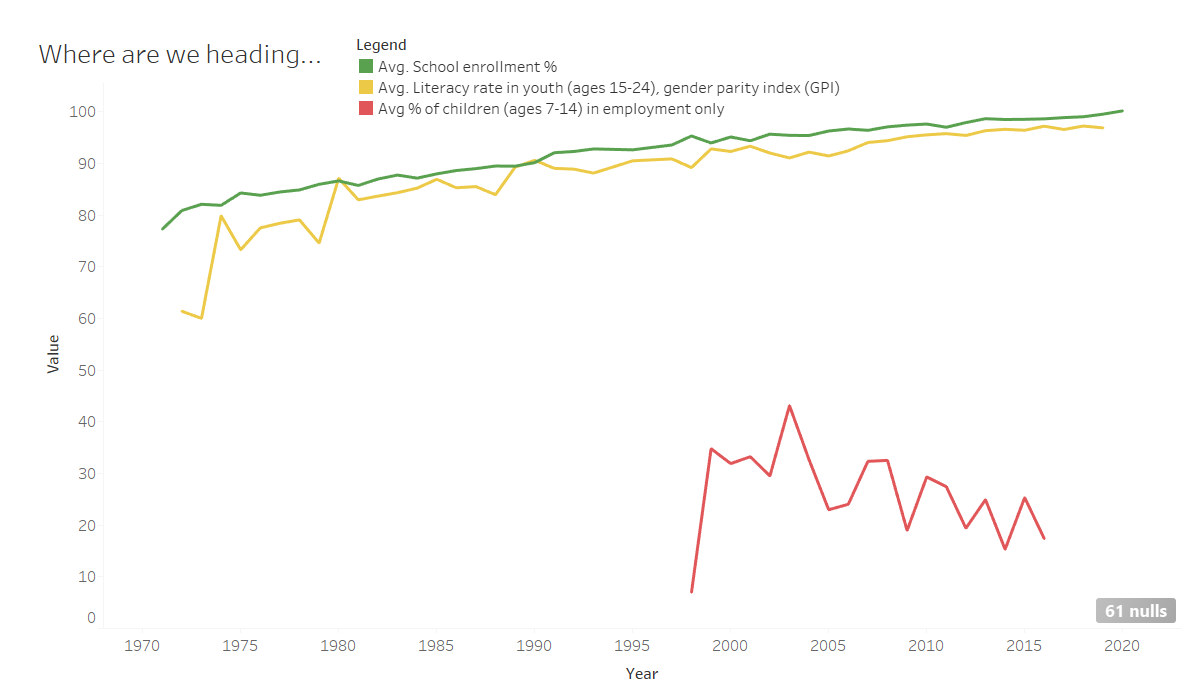 Where are we heading...
Legend
Avg. School enrollment %
Avg. Literacy rate in youth (ages 15-24), gender parity index (GPI)
Avg % of children (ages 7-14) in employment only
100
90
80
70
60
50
40
30
20
10
0
Value
61 nulls
1970 1975 1980 1985 1990 1995 2000 2005 2010 2015 2020
Year